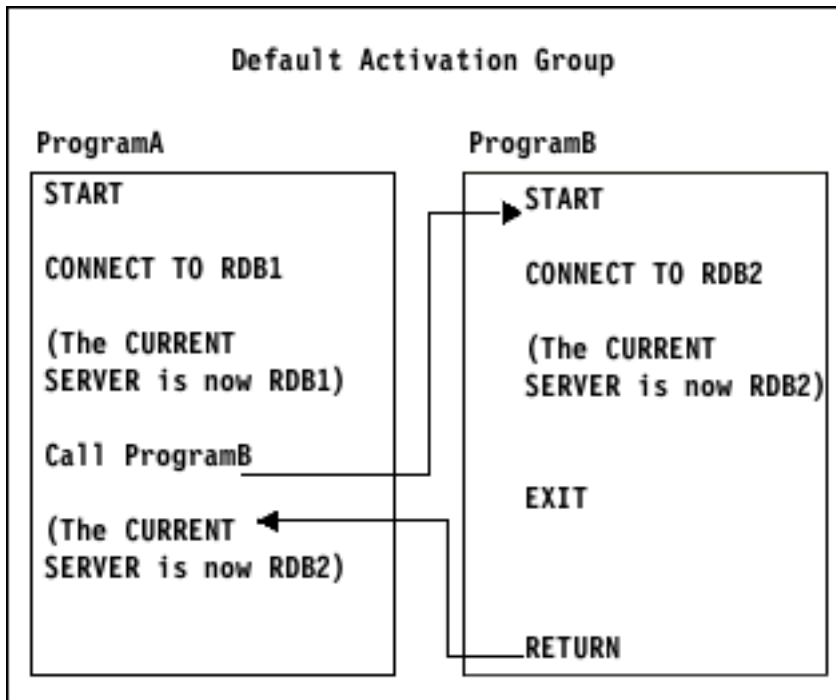 Default Activation Group
ProgramA
START
CONNECT TO RDB1
(The CURRENT
SERVER is now RDB1)
Call ProgramB
(The CURRENT
SERVER is now RDB2)
ProgramB
START
CONNECT TO RDB2
(The CURRENT
SERVER is now RDB2)
EXIT
RETURN